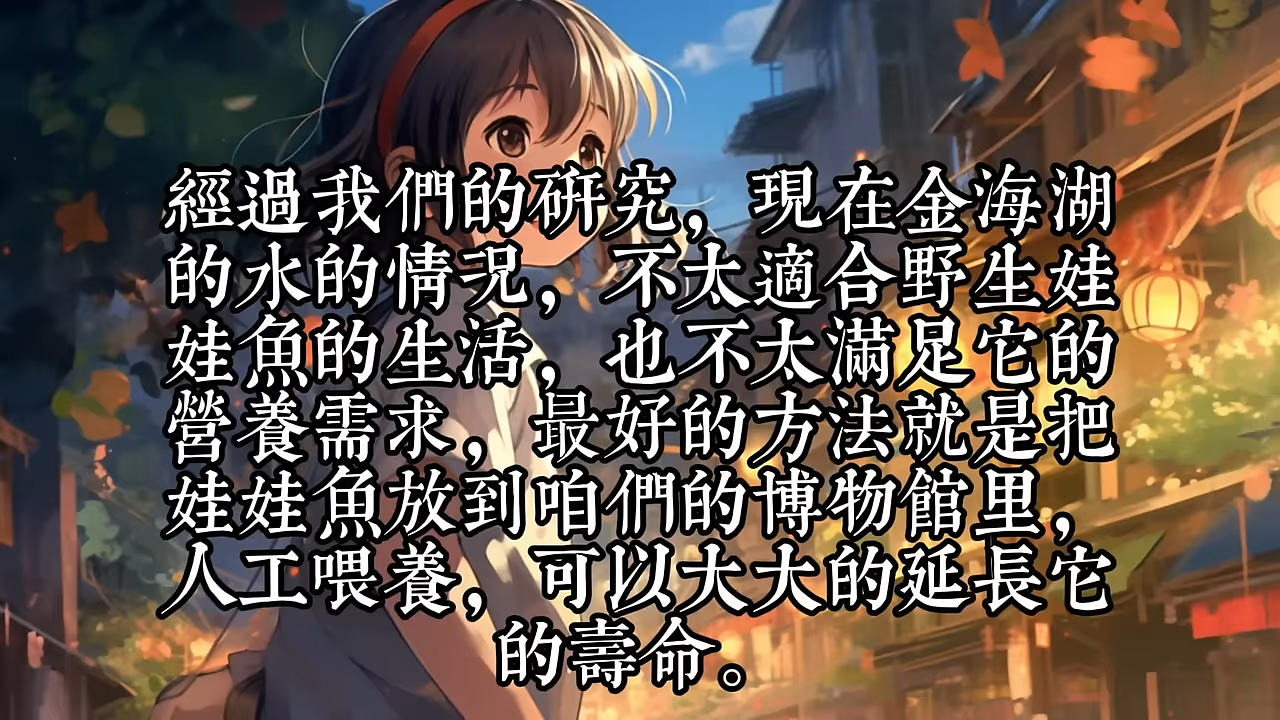 經過我們的研究，現在金海湖
的水的情況，不太適合野生娃
娃魚的生活，也不太滿足它的
營養需求，最好的方法就是把
娃娃魚放到咱們的博物館里，
人工喂養，可以大大的延長它
的壽命。